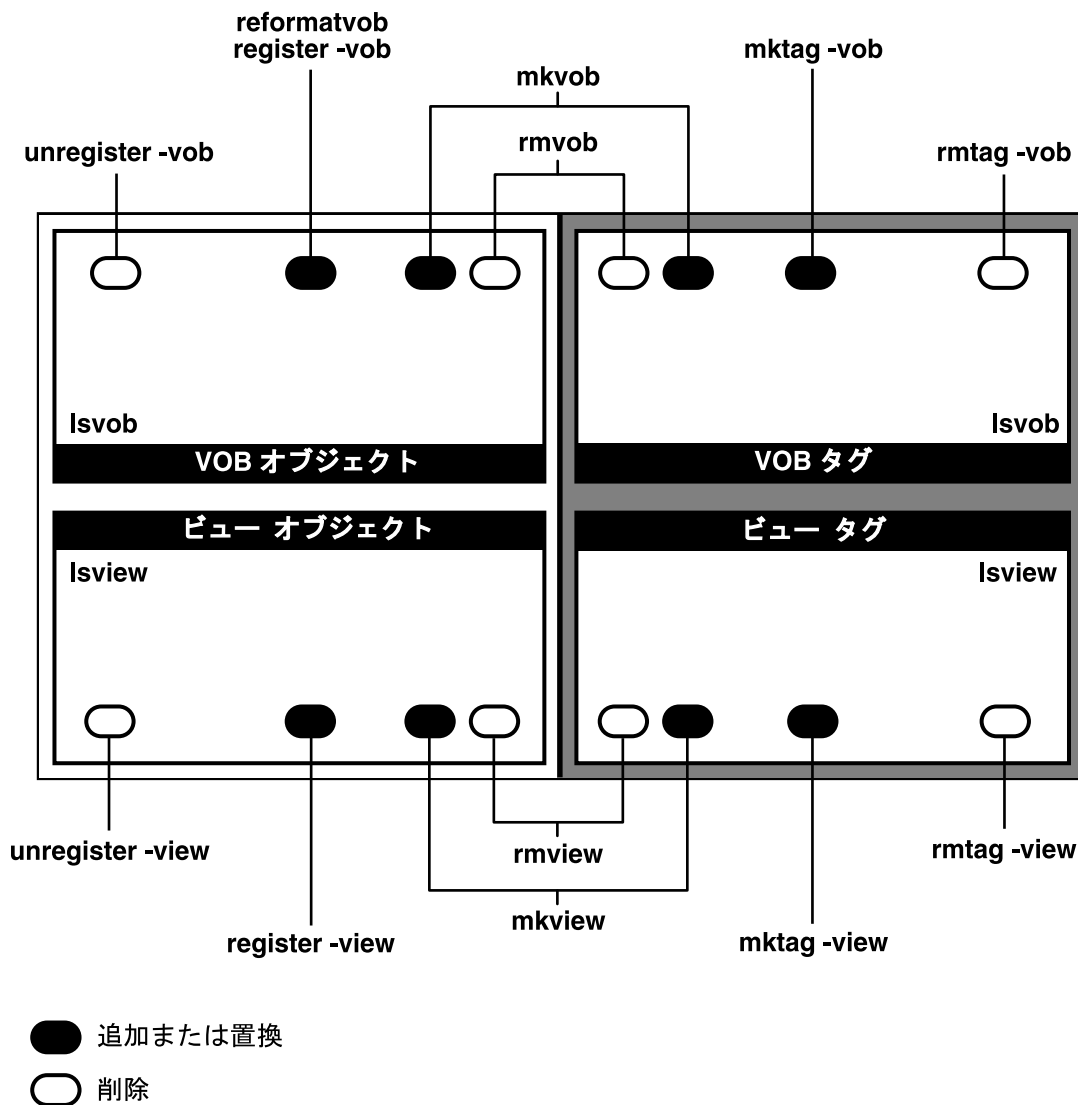 reformatvob
register -vob
mktag -vob
mkvob
rmvob
unregister -vob
rmtag -vob
lsvob
lsvob
VOB オブジェクト
VOB タグ
ビュー オブジェクト
ビュー タグ
lsview
lsview
unregister -view
rmview
rmtag -view
mkview
register -view
mktag -view
追加または置換
削除